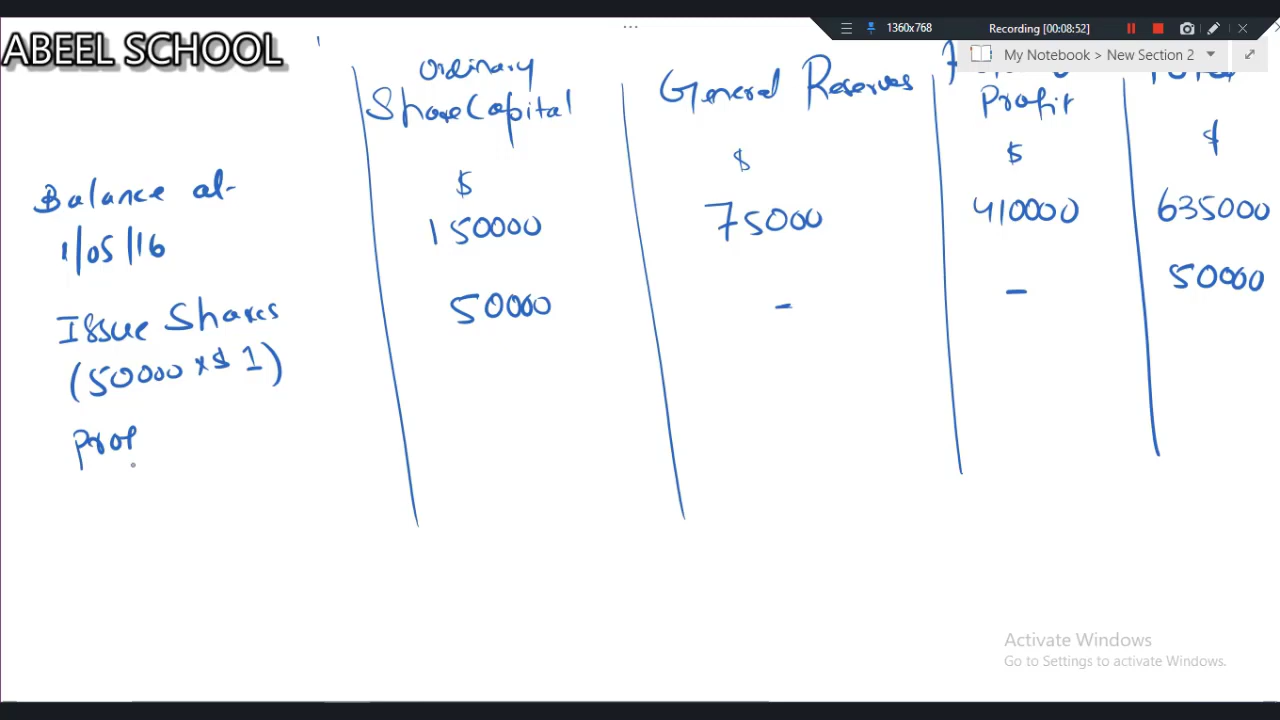 ABEEL SCHOOL
1360x768
Recording [00:08:52]
My Notebook > New Section 2
Ordinary
Share Capital
General Reserves
Profit
$
$
$
$
Balance at
1/05/16
150000
75000
410000
635000
Issue Shares
(50000 x $ 1)
50000
-
-
50000
Prof
Activate Windows
Go to Settings to activate Windows.